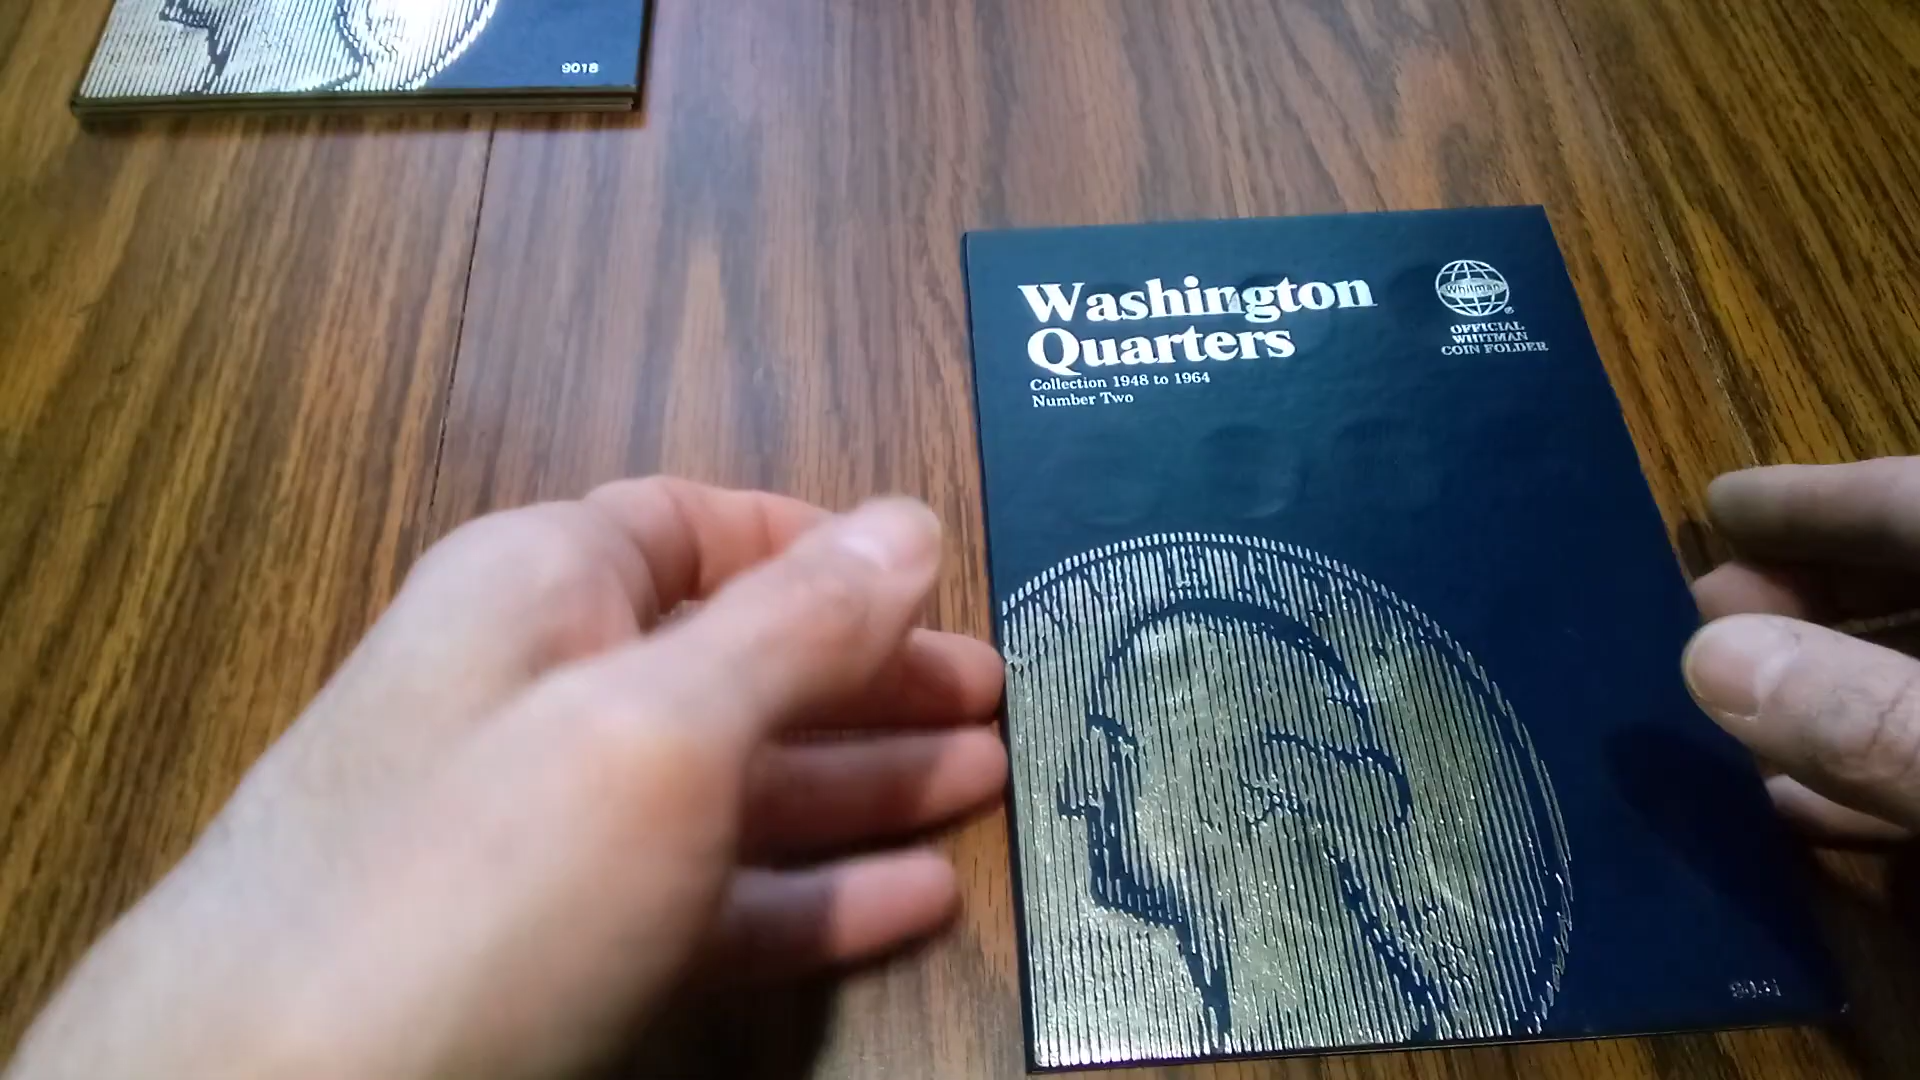 9018
Washington
Quarters
Collection 1948 to 1964
Number Two
Whitman
®
OFFICIAL
WHITMAN
COIN FOLDER